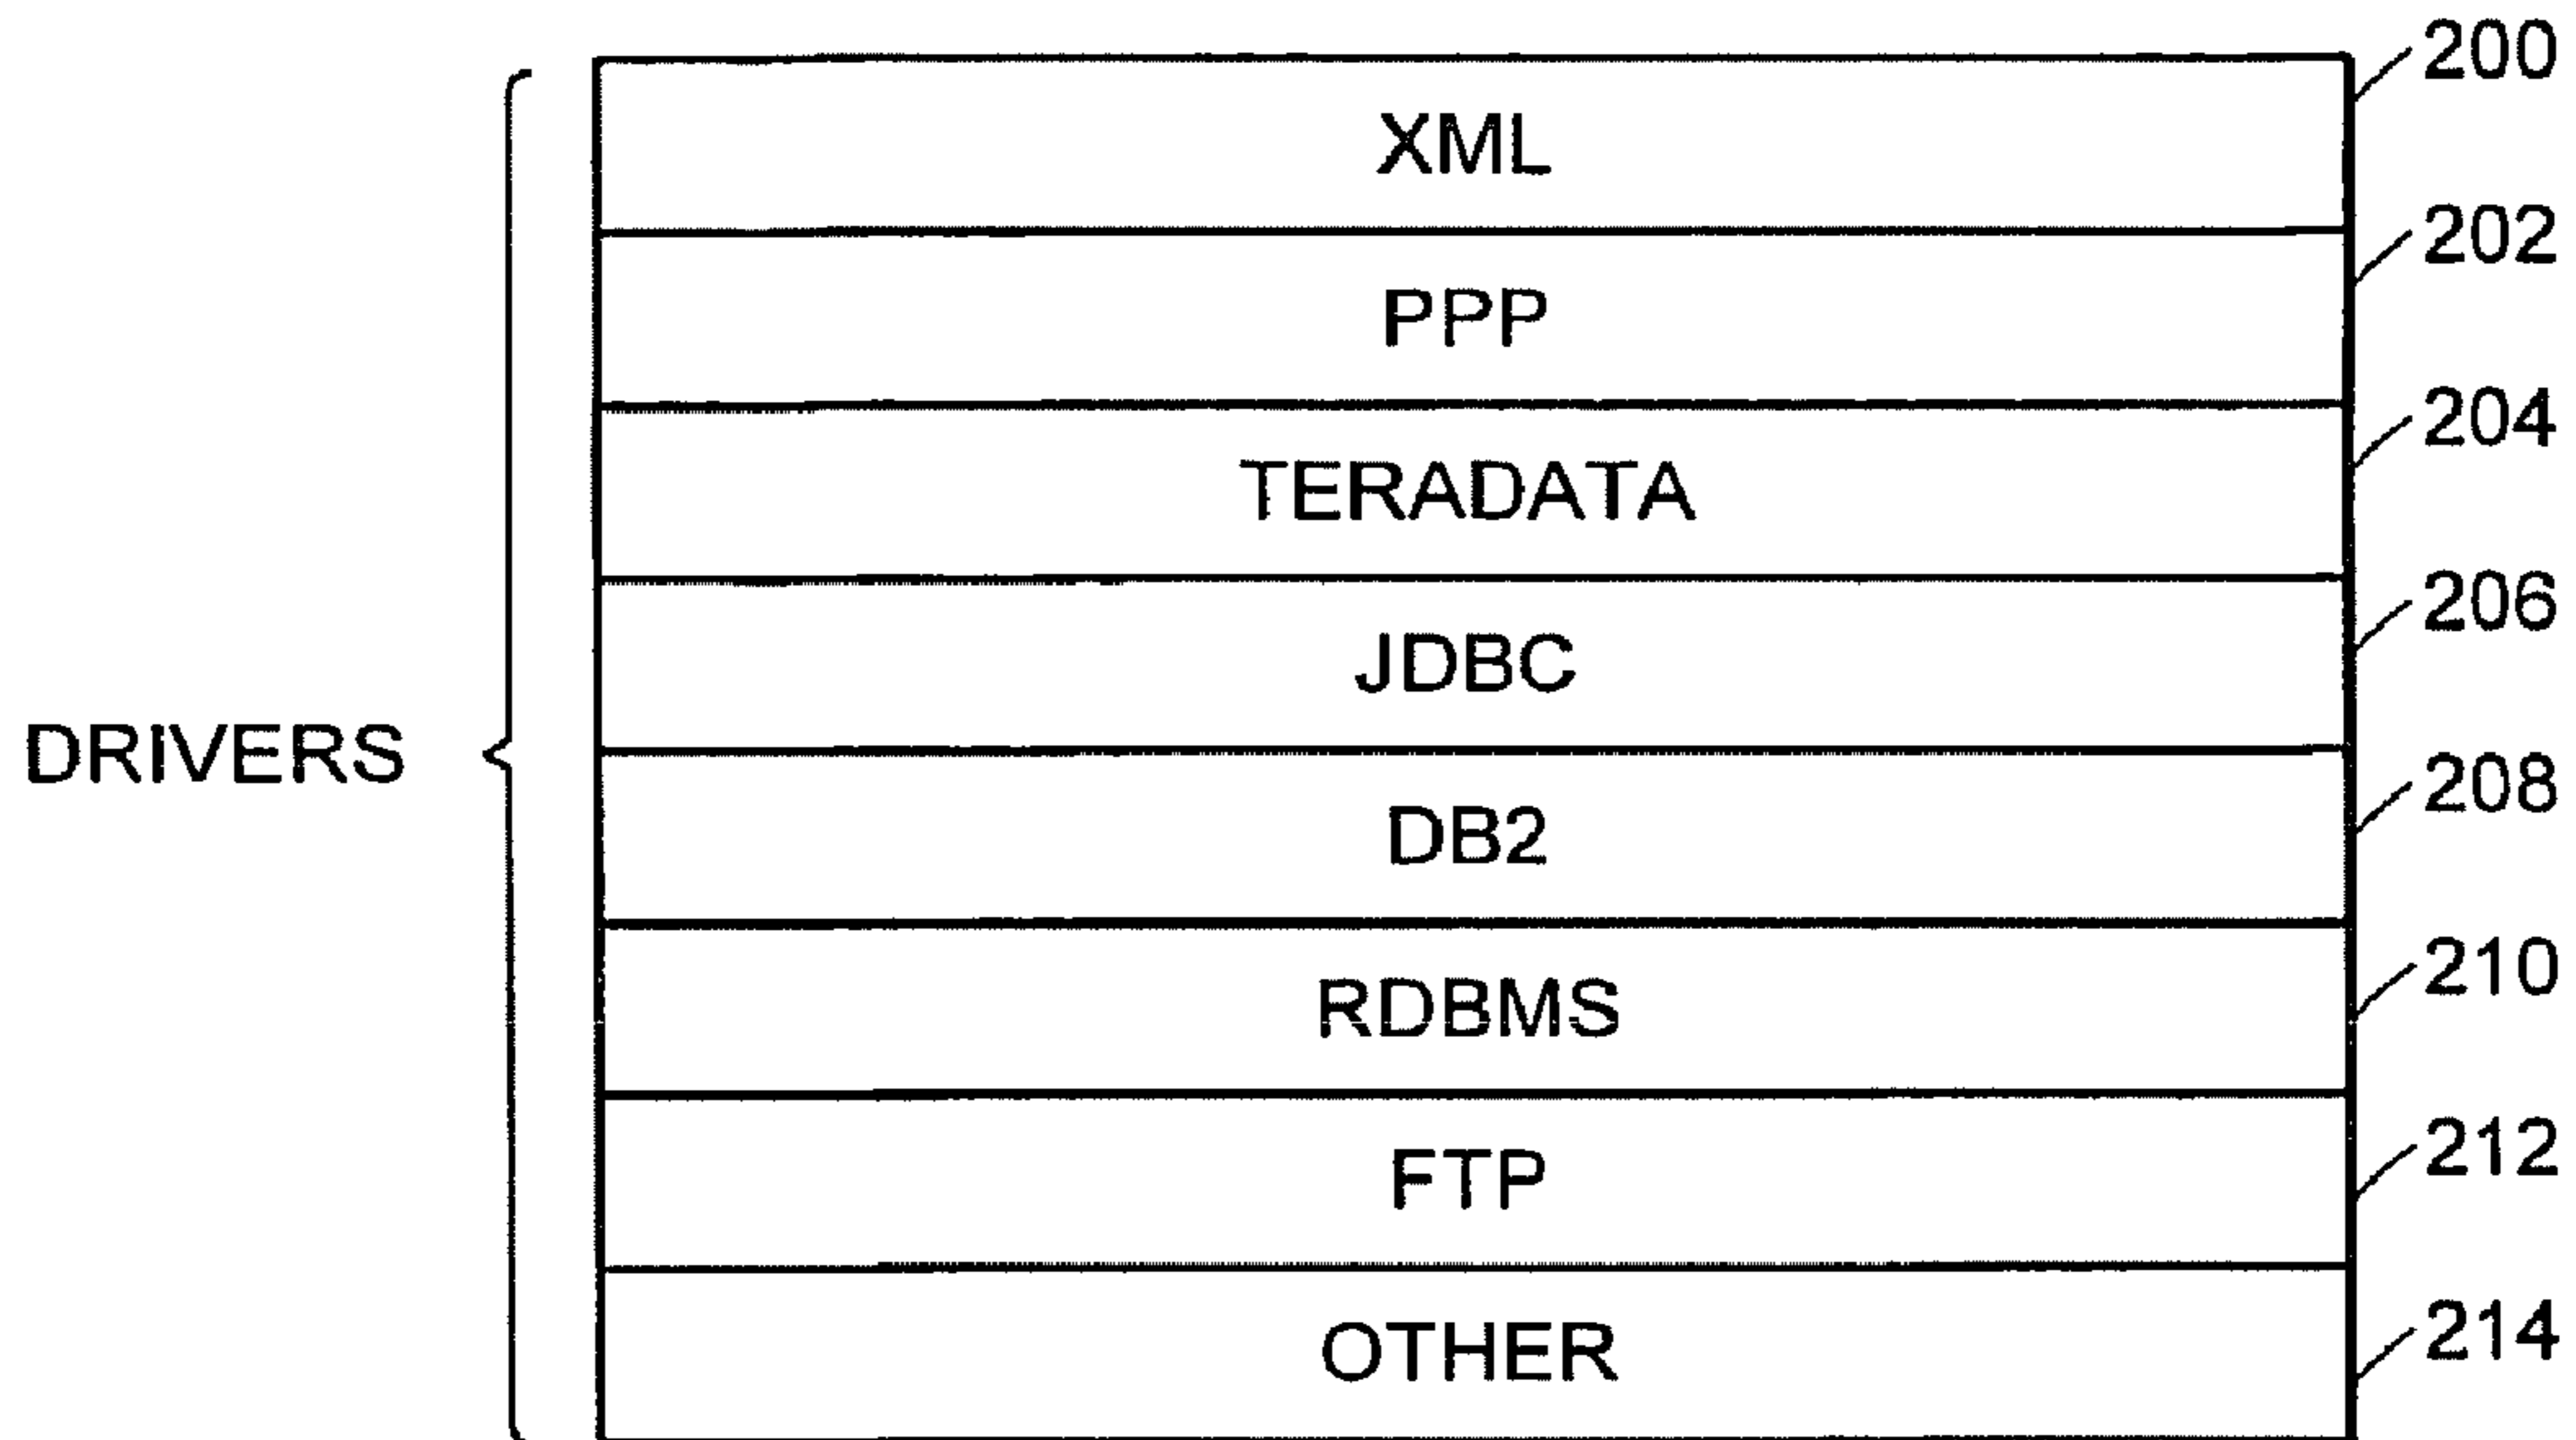 200
XML
202
PPP
204
TERADATA
206
JDBC
DRIVERS
208
DB2
210
RDBMS
212
FTP
214
OTHER